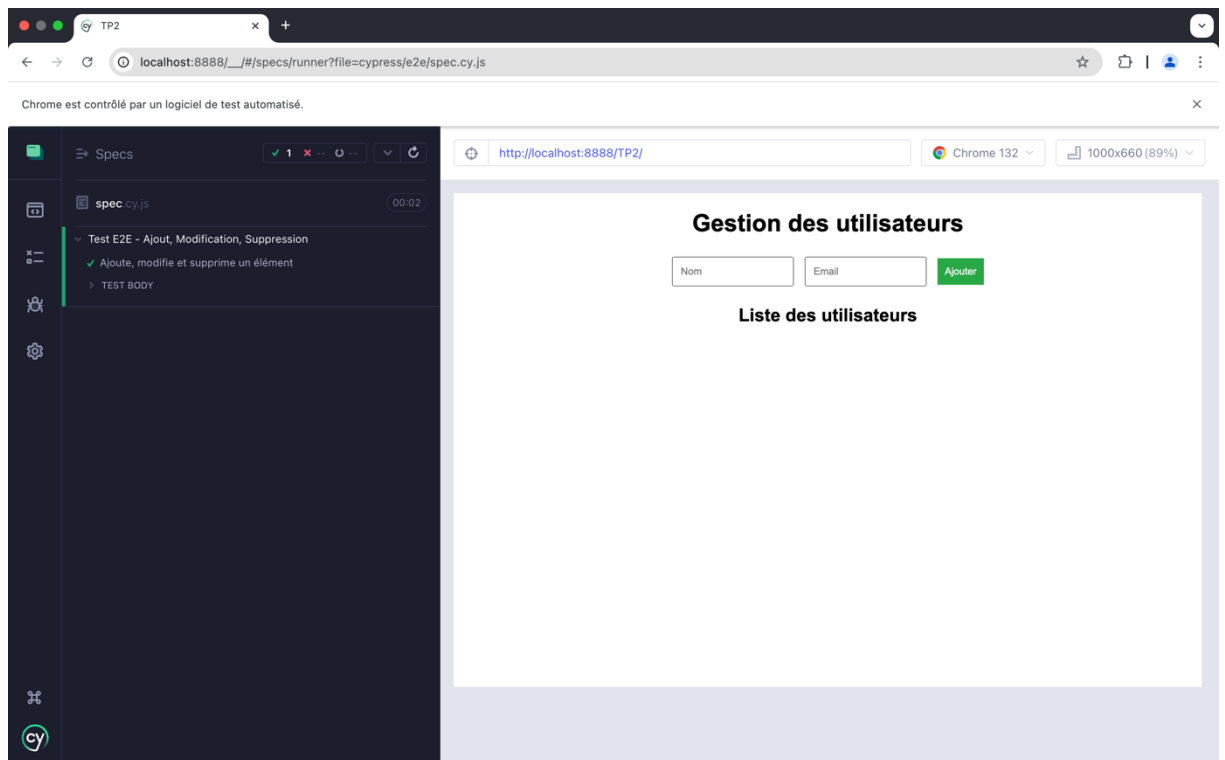 TP2
localhost:8888/__/#/specs/runner?file=cypress/e2e/spec.cy.js
Chrome est contrôlé par un logiciel de test automatisé.
Specs
1 -- --
http://localhost:8888/TP2/
Chrome 132
1000x660 (89%)
spec.cy.js
00:02
Test E2E - Ajout, Modification, Suppression
Ajoute, modifie et supprime un élément
TEST BODY
Gestion des utilisateurs
Nom
Email
Ajouter
Liste des utilisateurs
cy